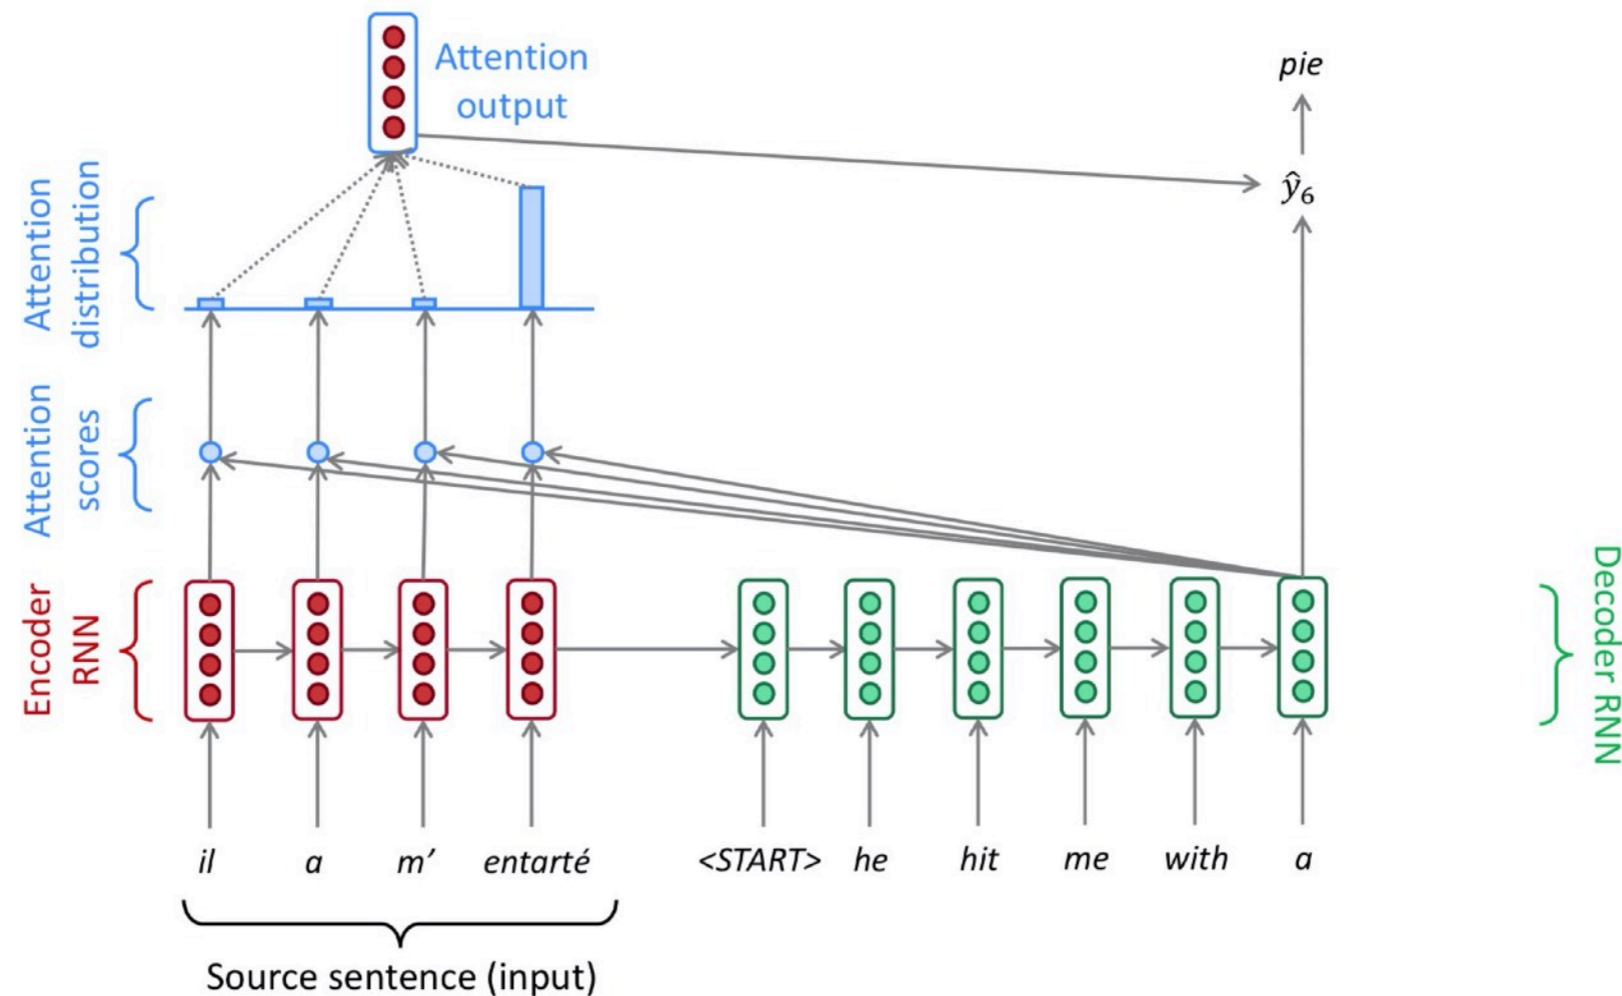 Attention
output
pie
Attention
distribution
ŷ₆
Attention
scores
Encoder
RNN
Decoder RNN
il a m’ entarté <START> he hit me with a
Source sentence (input)